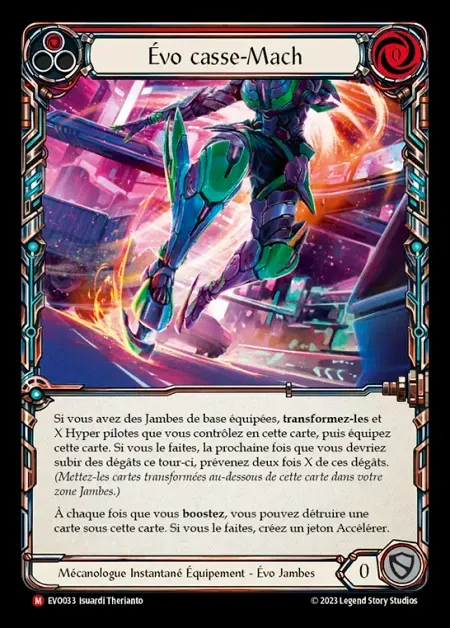 Évo casse-Mach
0
Si vous avez des Jambes de base équipées, transformez-les et
X Hyper pilotes que vous contrôlez en cette carte, puis équipez
cette carte. Si vous le faites, la prochaine fois que vous devriez
subir des dégâts ce tour-ci, prévenez deux fois X de ces dégâts.
(Mettez-les cartes transformées au-dessous de cette carte dans votre
zone Jambes.)
À chaque fois que vous boostez, vous pouvez détruire une
carte sous cette carte. Si vous le faites, créez un jeton Accélérer.
Mécanologue Instantané Équipement - Évo Jambes
0
M EVO033 Isuardi Therianto
© 2023 Legend Story Studios